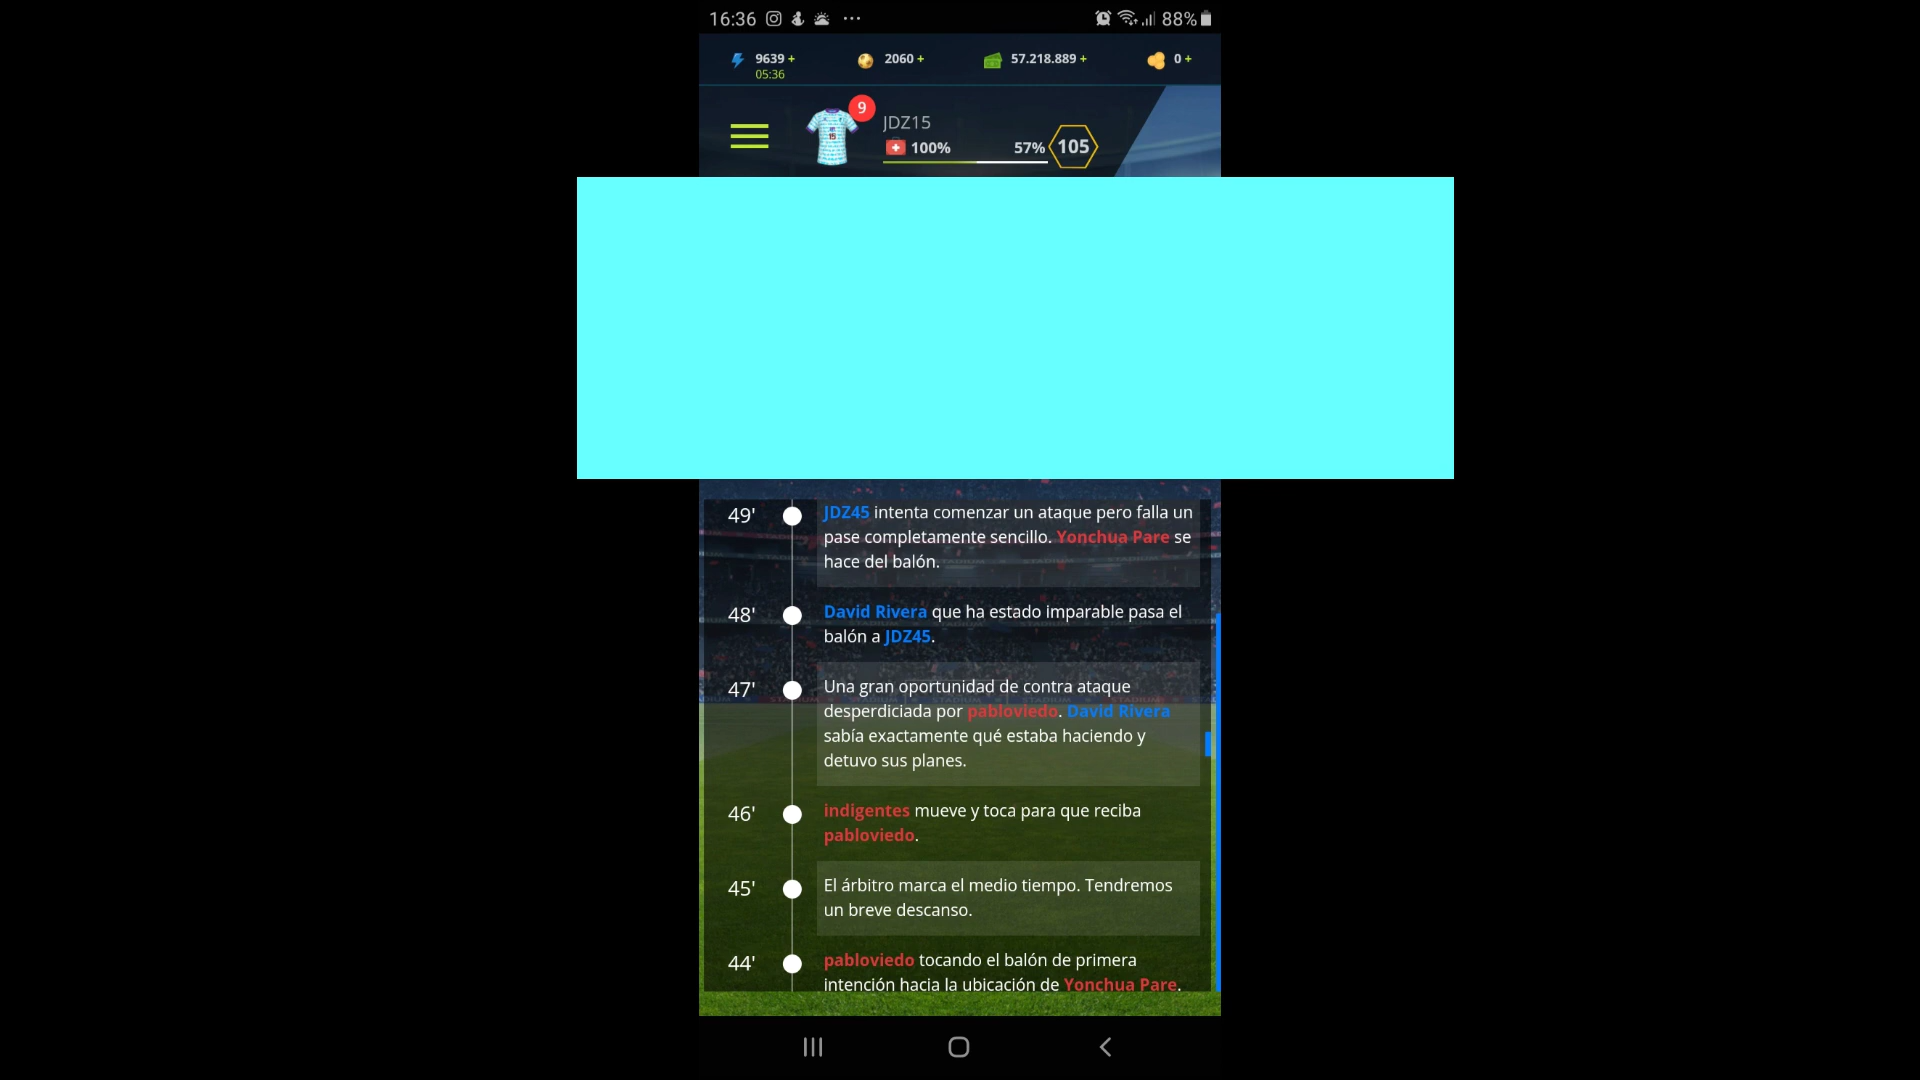 16:36 88%
9639 + 2060 + 57.218.889 + 0 +
05:36
9
JDZ15
100% 57% 105
49' JDZ45 intenta comenzar un ataque pero falla un
pase completamente sencillo. Yonchua Pare se
hace del balón.
48' David Rivera que ha estado imparable pasa el
balón a JDZ45.
47' Una gran oportunidad de contra ataque
desperdiciada por pabloviedo. David Rivera
sabía exactamente qué estaba haciendo y
detuvo sus planes.
46' indigentes mueve y toca para que reciba
pabloviedo.
45' El árbitro marca el medio tiempo. Tendremos
un breve descanso.
44' pabloviedo tocando el balón de primera
intención hacia la ubicación de Yonchua Pare.